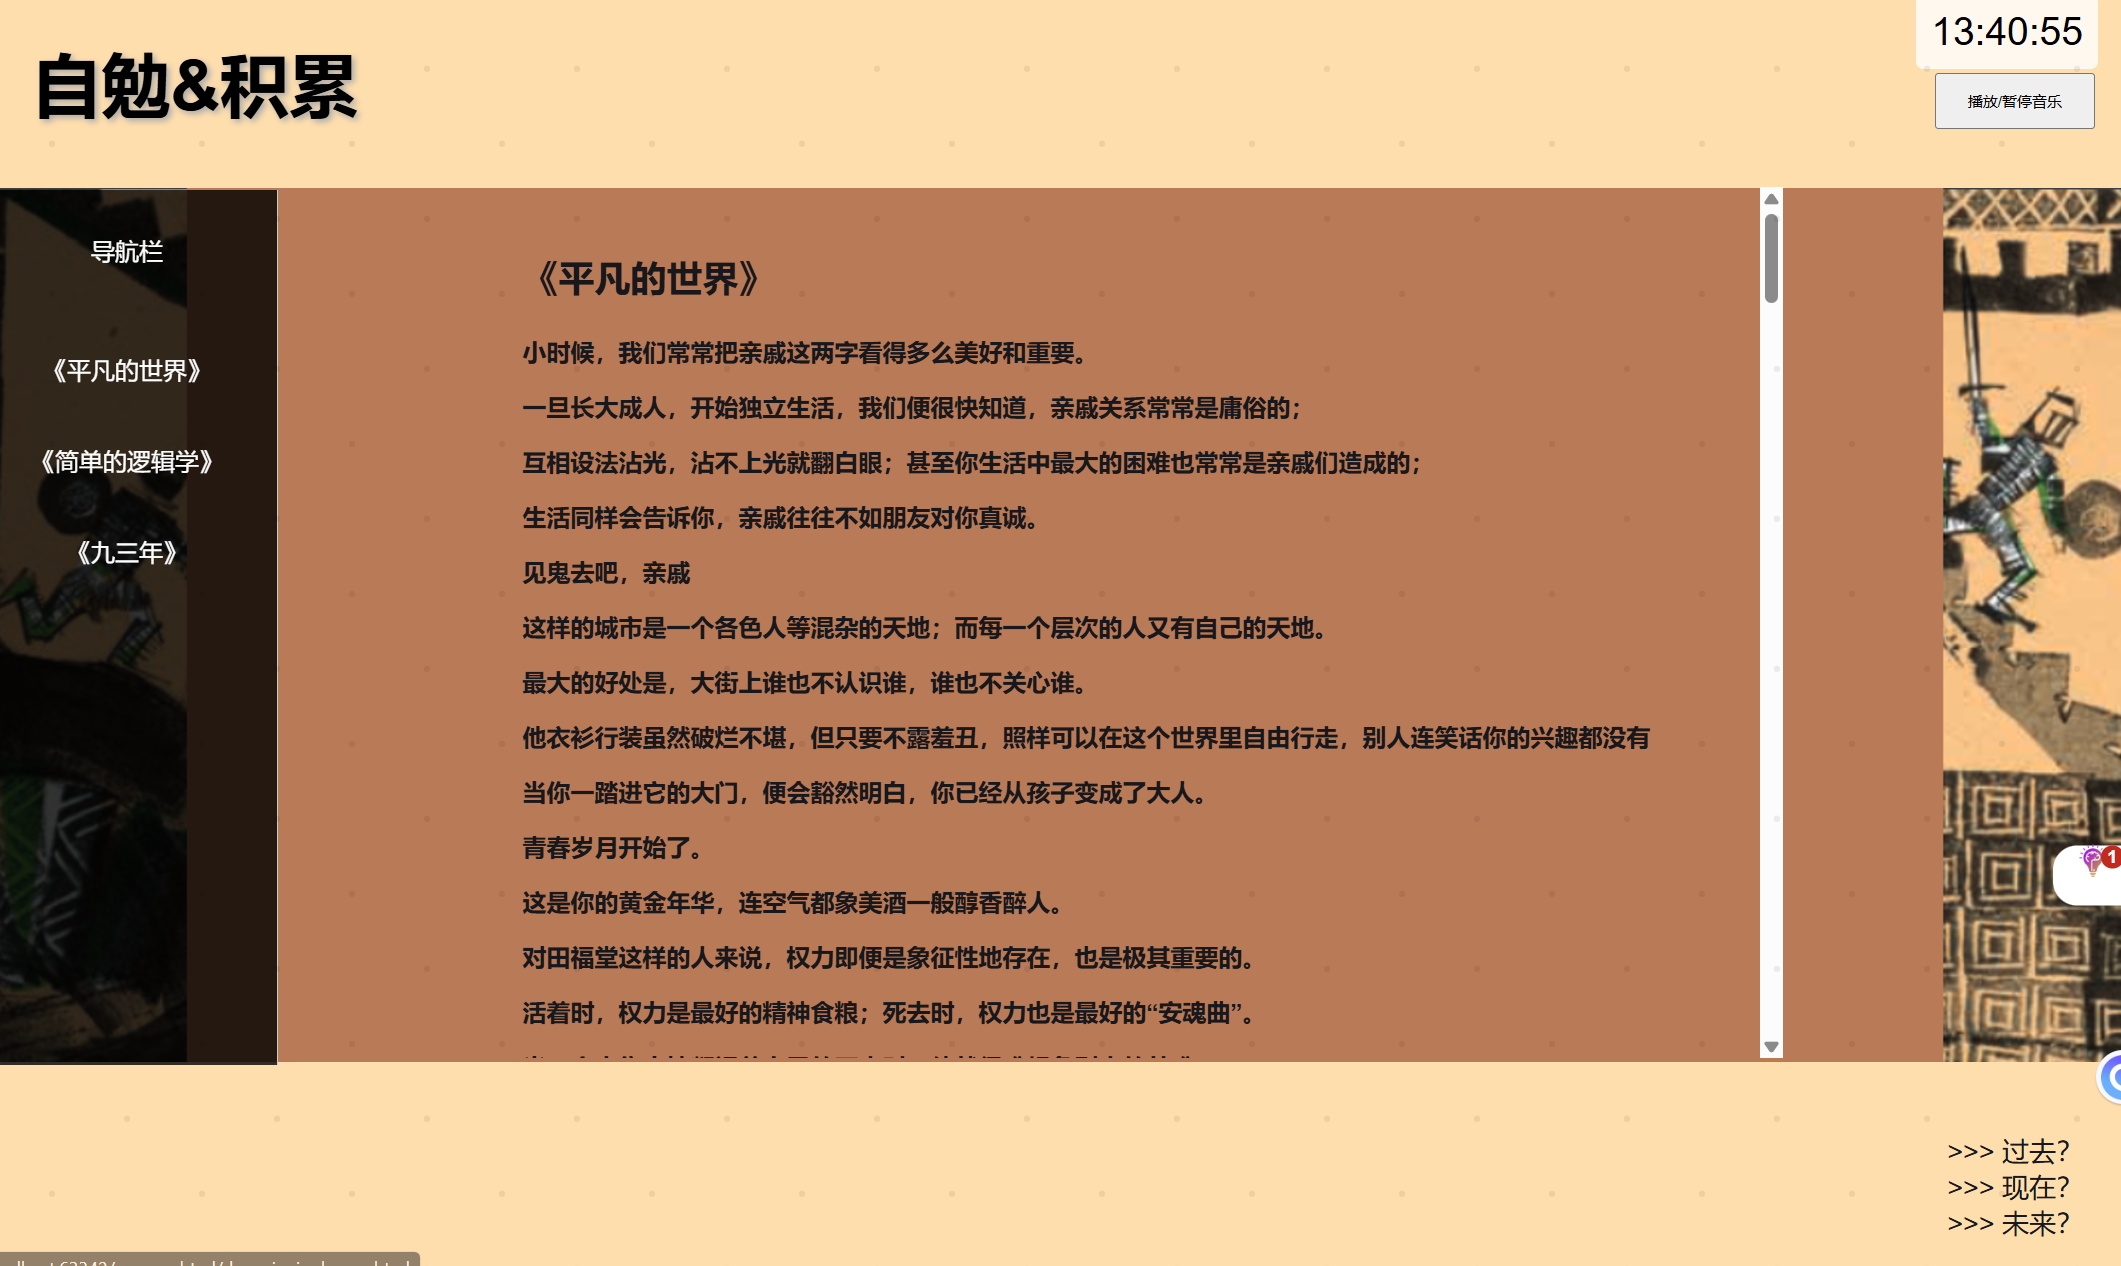 自勉&积累
13:40:55
播放/暂停音乐
导航栏
《平凡的世界》
《简单的逻辑学》
《九三年》
《平凡的世界》
小时候，我们常常把亲戚这两字看得多么美好和重要。
一旦长大成人，开始独立生活，我们便很快知道，亲戚关系常常是庸俗的；
互相设法沾光，沾不上光就翻白眼；甚至你生活中最大的困难也常常是亲戚们造成的；
生活同样会告诉你，亲戚往往不如朋友对你真诚。
见鬼去吧，亲戚
这样的城市是一个各色人等混杂的天地；而每一个层次的人又有自己的天地。
最大的好处是，大街上谁也不认识谁，谁也不关心谁。
他衣衫行装虽然破烂不堪，但只要不露羞丑，照样可以在这个世界里自由行走，别人连笑话你的兴趣都没有
当你一踏进它的大门，便会豁然明白，你已经从孩子变成了大人。
青春岁月开始了。
这是你的黄金年华，连空气都象美酒一般醇香醉人。
对田福堂这样的人来说，权力即便是象征性地存在，也是极其重要的。
活着时，权力是最好的精神食粮；死去时，权力也是最好的“安魂曲”。
1
>>> 过去？
>>> 现在？
>>> 未来？